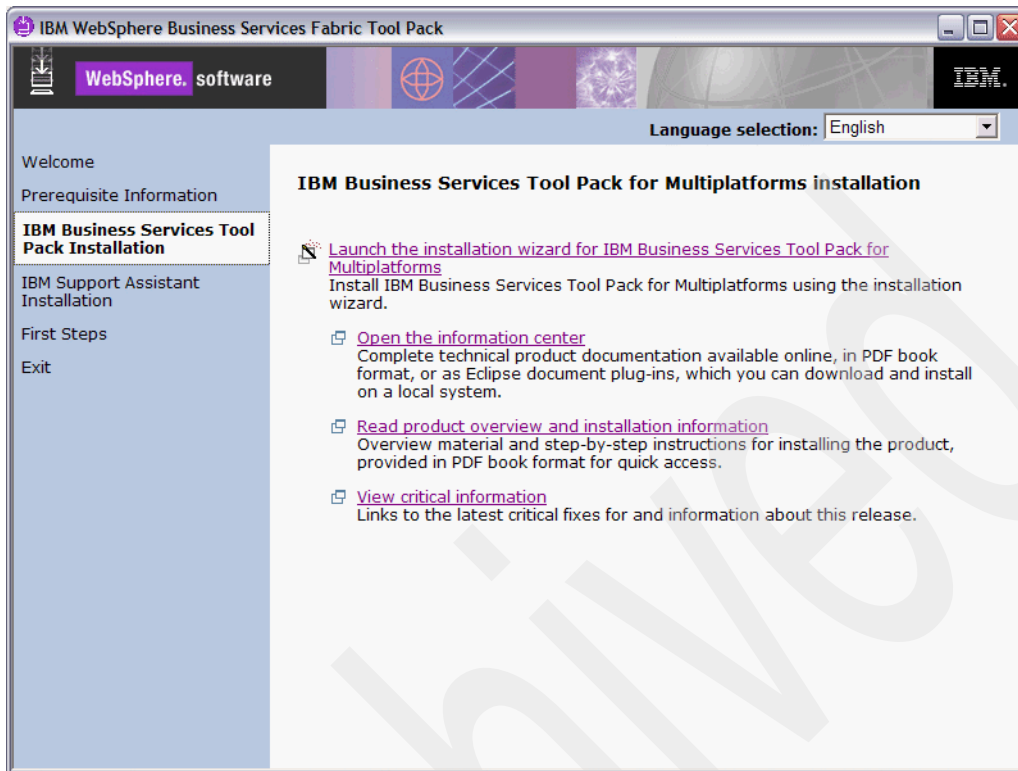 IBM WebSphere Business Services Fabric Tool Pack
WebSphere. software
IBM.
Language selection: English
Welcome
Prerequisite Information
IBM Business Services Tool
Pack Installation
IBM Support Assistant
Installation
First Steps
Exit
IBM Business Services Tool Pack for Multiplatforms installation
Launch the installation wizard for IBM Business Services Tool Pack for
Multiplatforms
Install IBM Business Services Tool Pack for Multiplatforms using the installation
wizard.
Open the information center
Complete technical product documentation available online, in PDF book
format, or as Eclipse document plug-ins, which you can download and install
on a local system.
Read product overview and installation information
Overview material and step-by-step instructions for installing the product,
provided in PDF book format for quick access.
View critical information
Links to the latest critical fixes for and information about this release.
hived